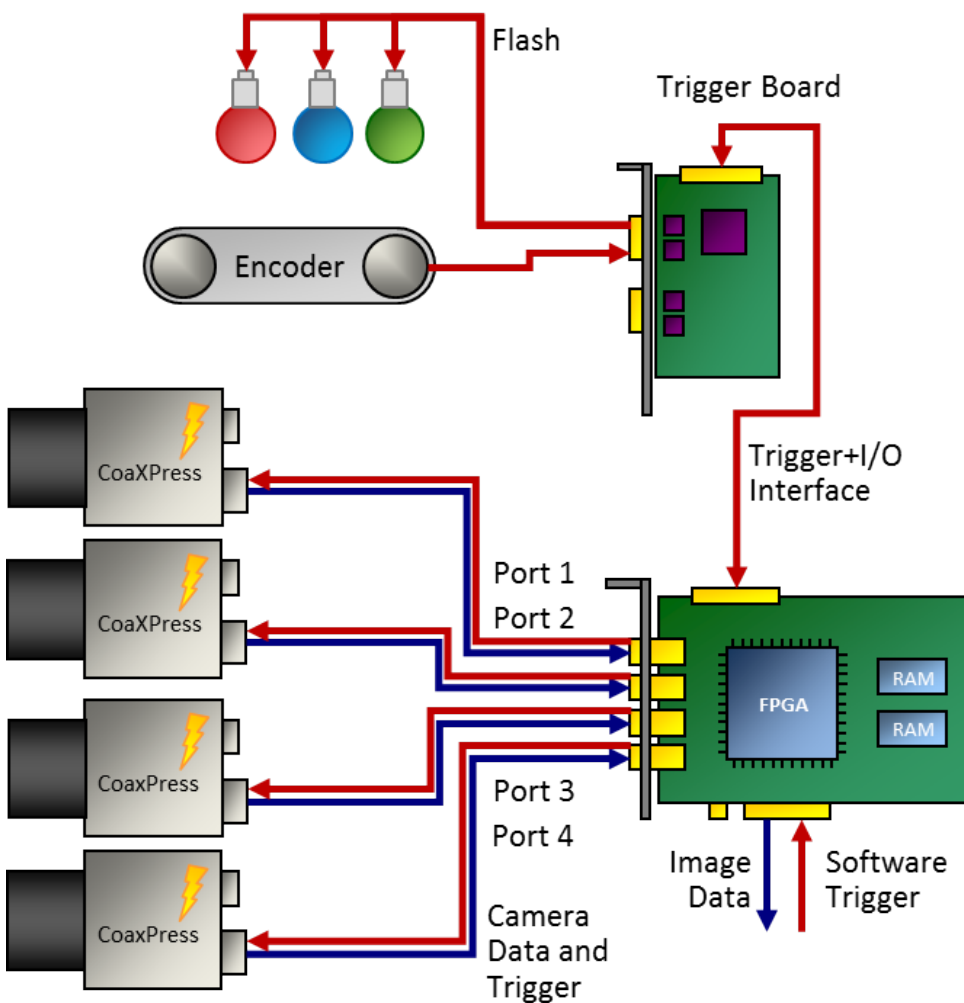 Flash
Trigger Board
Encoder
Trigger+I/O
Interface
CoaXPress
CoaXPress
CoaxPress
CoaxPress
Port 1
Port 2
Port 3
Port 4
FPGA
RAM
RAM
Image
Data
Software
Trigger
Camera
Data and
Trigger